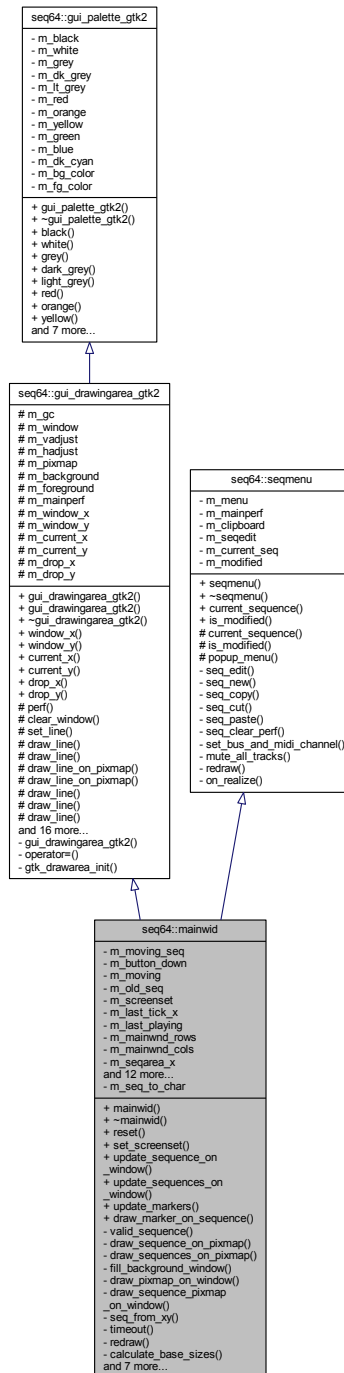 seq64::gui_palette_gtk2
- m_black
- m_white
- m_grey
- m_dk_grey
- m_lt_grey
- m_red
- m_orange
- m_yellow
- m_green
- m_blue
- m_dk_cyan
- m_bg_color
- m_fg_color
+ gui_palette_gtk2()
+ ~gui_palette_gtk2()
+ black()
+ white()
+ grey()
+ dark_grey()
+ light_grey()
+ red()
+ orange()
+ yellow()
and 7 more...
seq64::gui_drawingarea_gtk2
# m_gc
# m_window
# m_vadjust
# m_hadjust
# m_pixmap
# m_background
# m_foreground
# m_mainperf
# m_window_x
# m_window_y
# m_current_x
# m_current_y
# m_drop_x
# m_drop_y
+ gui_drawingarea_gtk2()
+ gui_drawingarea_gtk2()
+ ~gui_drawingarea_gtk2()
+ window_x()
+ window_y()
+ current_x()
+ current_y()
+ drop_x()
+ drop_y()
# perf()
# clear_window()
# set_line()
# draw_line()
# draw_line()
# draw_line_on_pixmap()
# draw_line_on_pixmap()
# draw_line()
# draw_line()
# draw_line()
and 16 more...
- gui_drawingarea_gtk2()
- operator=()
- gtk_drawarea_init()
seq64::seqmenu
- m_menu
- m_mainperf
- m_clipboard
- m_seqedit
- m_current_seq
- m_modified
+ seqmenu()
+ ~seqmenu()
+ current_sequence()
+ is_modified()
# current_sequence()
# is_modified()
# popup_menu()
- seq_edit()
- seq_new()
- seq_copy()
- seq_cut()
- seq_paste()
- seq_clear_perf()
- set_bus_and_midi_channel()
- mute_all_tracks()
- redraw()
- on_realize()
seq64::mainwid
- m_moving_seq
- m_button_down
- m_moving
- m_old_seq
- m_screenset
- m_last_tick_x
- m_last_playing
- m_mainwnd_rows
- m_mainwnd_cols
- m_seqarea_x
and 12 more...
- m_seq_to_char
+ mainwid()
+ ~mainwid()
+ reset()
+ set_screenset()
+ update_sequence_on
_window()
+ update_sequences_on
_window()
+ update_markers()
+ draw_marker_on_sequence()
- valid_sequence()
- draw_sequence_on_pixmap()
- draw_sequences_on_pixmap()
- fill_background_window()
- draw_pixmap_on_window()
- draw_sequence_pixmap
_on_window()
- seq_from_xy()
- timeout()
- redraw()
- calculate_base_sizes()
and 7 more...